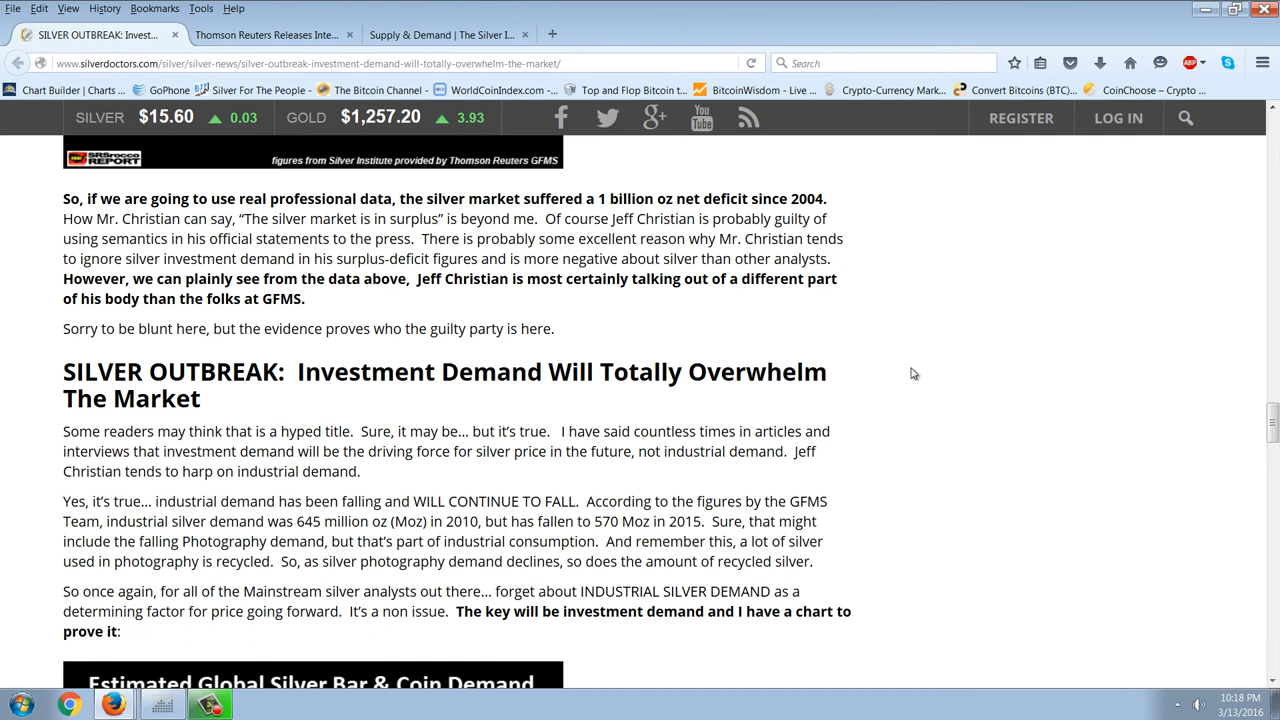 File Edit View History Bookmarks Tools Help
SILVER OUTBREAK: Invest... × Thomson Reuters Releases Inte... × Supply & Demand | The Silver I... × +
www.silverdoctors.com/silver/silver-news/silver-outbreak-investment-demand-will-totally-overwhelm-the-market/ Search ABP
Chart Builder | Charts ... GoPhone Silver For The People - The Bitcoin Channel - WorldCoinIndex.com -... Top and Flop Bitcoin t... BitcoinWisdom - Live ... Crypto-Currency Mark... Convert Bitcoins (BTC)... CoinChoose – Crypto ...
SILVER $15.60 0.03 GOLD $1,257.20 3.93 You Tube REGISTER LOG IN
SRSrocco REPORT figures from Silver Institute provided by Thomson Reuters GFMS
So, if we are going to use real professional data, the silver market suffered a 1 billion oz net deficit since 2004.
How Mr. Christian can say, “The silver market is in surplus” is beyond me. Of course Jeff Christian is probably guilty of
using semantics in his official statements to the press. There is probably some excellent reason why Mr. Christian tends
to ignore silver investment demand in his surplus-deficit figures and is more negative about silver than other analysts.
However, we can plainly see from the data above, Jeff Christian is most certainly talking out of a different part
of his body than the folks at GFMS.
Sorry to be blunt here, but the evidence proves who the guilty party is here.
SILVER OUTBREAK: Investment Demand Will Totally Overwhelm
The Market
Some readers may think that is a hyped title. Sure, it may be... but it’s true. I have said countless times in articles and
interviews that investment demand will be the driving force for silver price in the future, not industrial demand. Jeff
Christian tends to harp on industrial demand.
Yes, it’s true... industrial demand has been falling and WILL CONTINUE TO FALL. According to the figures by the GFMS
Team, industrial silver demand was 645 million oz (Moz) in 2010, but has fallen to 570 Moz in 2015. Sure, that might
include the falling Photography demand, but that’s part of industrial consumption. And remember this, a lot of silver
used in photography is recycled. So, as silver photography demand declines, so does the amount of recycled silver.
So once again, for all of the Mainstream silver analysts out there... forget about INDUSTRIAL SILVER DEMAND as a
determining factor for price going forward. It’s a non issue. The key will be investment demand and I have a chart to
prove it:
Estimated Global Silver Bar & Coin Demand
10:18 PM
3/13/2016